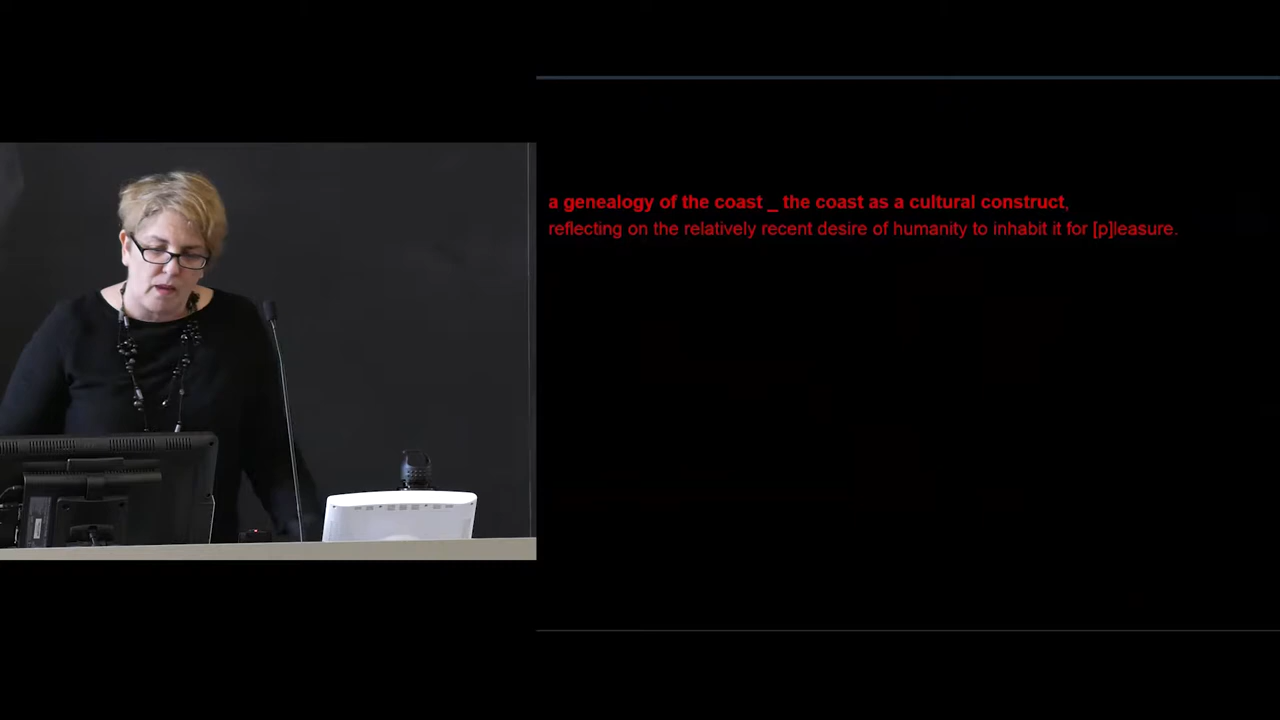 a genealogy of the coast _ the coast as a cultural construct,
reflecting on the relatively recent desire of humanity to inhabit it for [p]leasure.